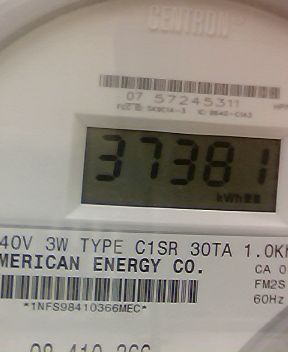 CENTRON
07 57245311
37381
kWh
40V 3W TYPE C1SR 30TA 1.0K
MERICAN ENERGY CO.
CA 0
FM2S
60Hz
*1NFS98410366MEC*